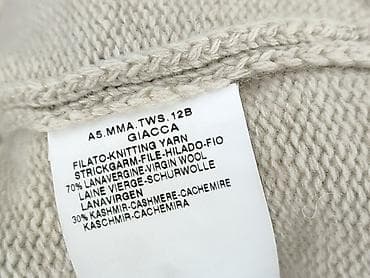 A5.MMA.TWS.12B
GIACCA
FILATO-KNITTING YARN
STRICKGARM-FILE-HILADO-FIO
70% LANAVERGINE-VIRGIN WOOL
LAINE VIERGE-SCHURWOLLE
LANAVIRGEN
30% KASHMIR-CASHMERE-CACHEMIRE
KASCHMIR-CACHEMIRA